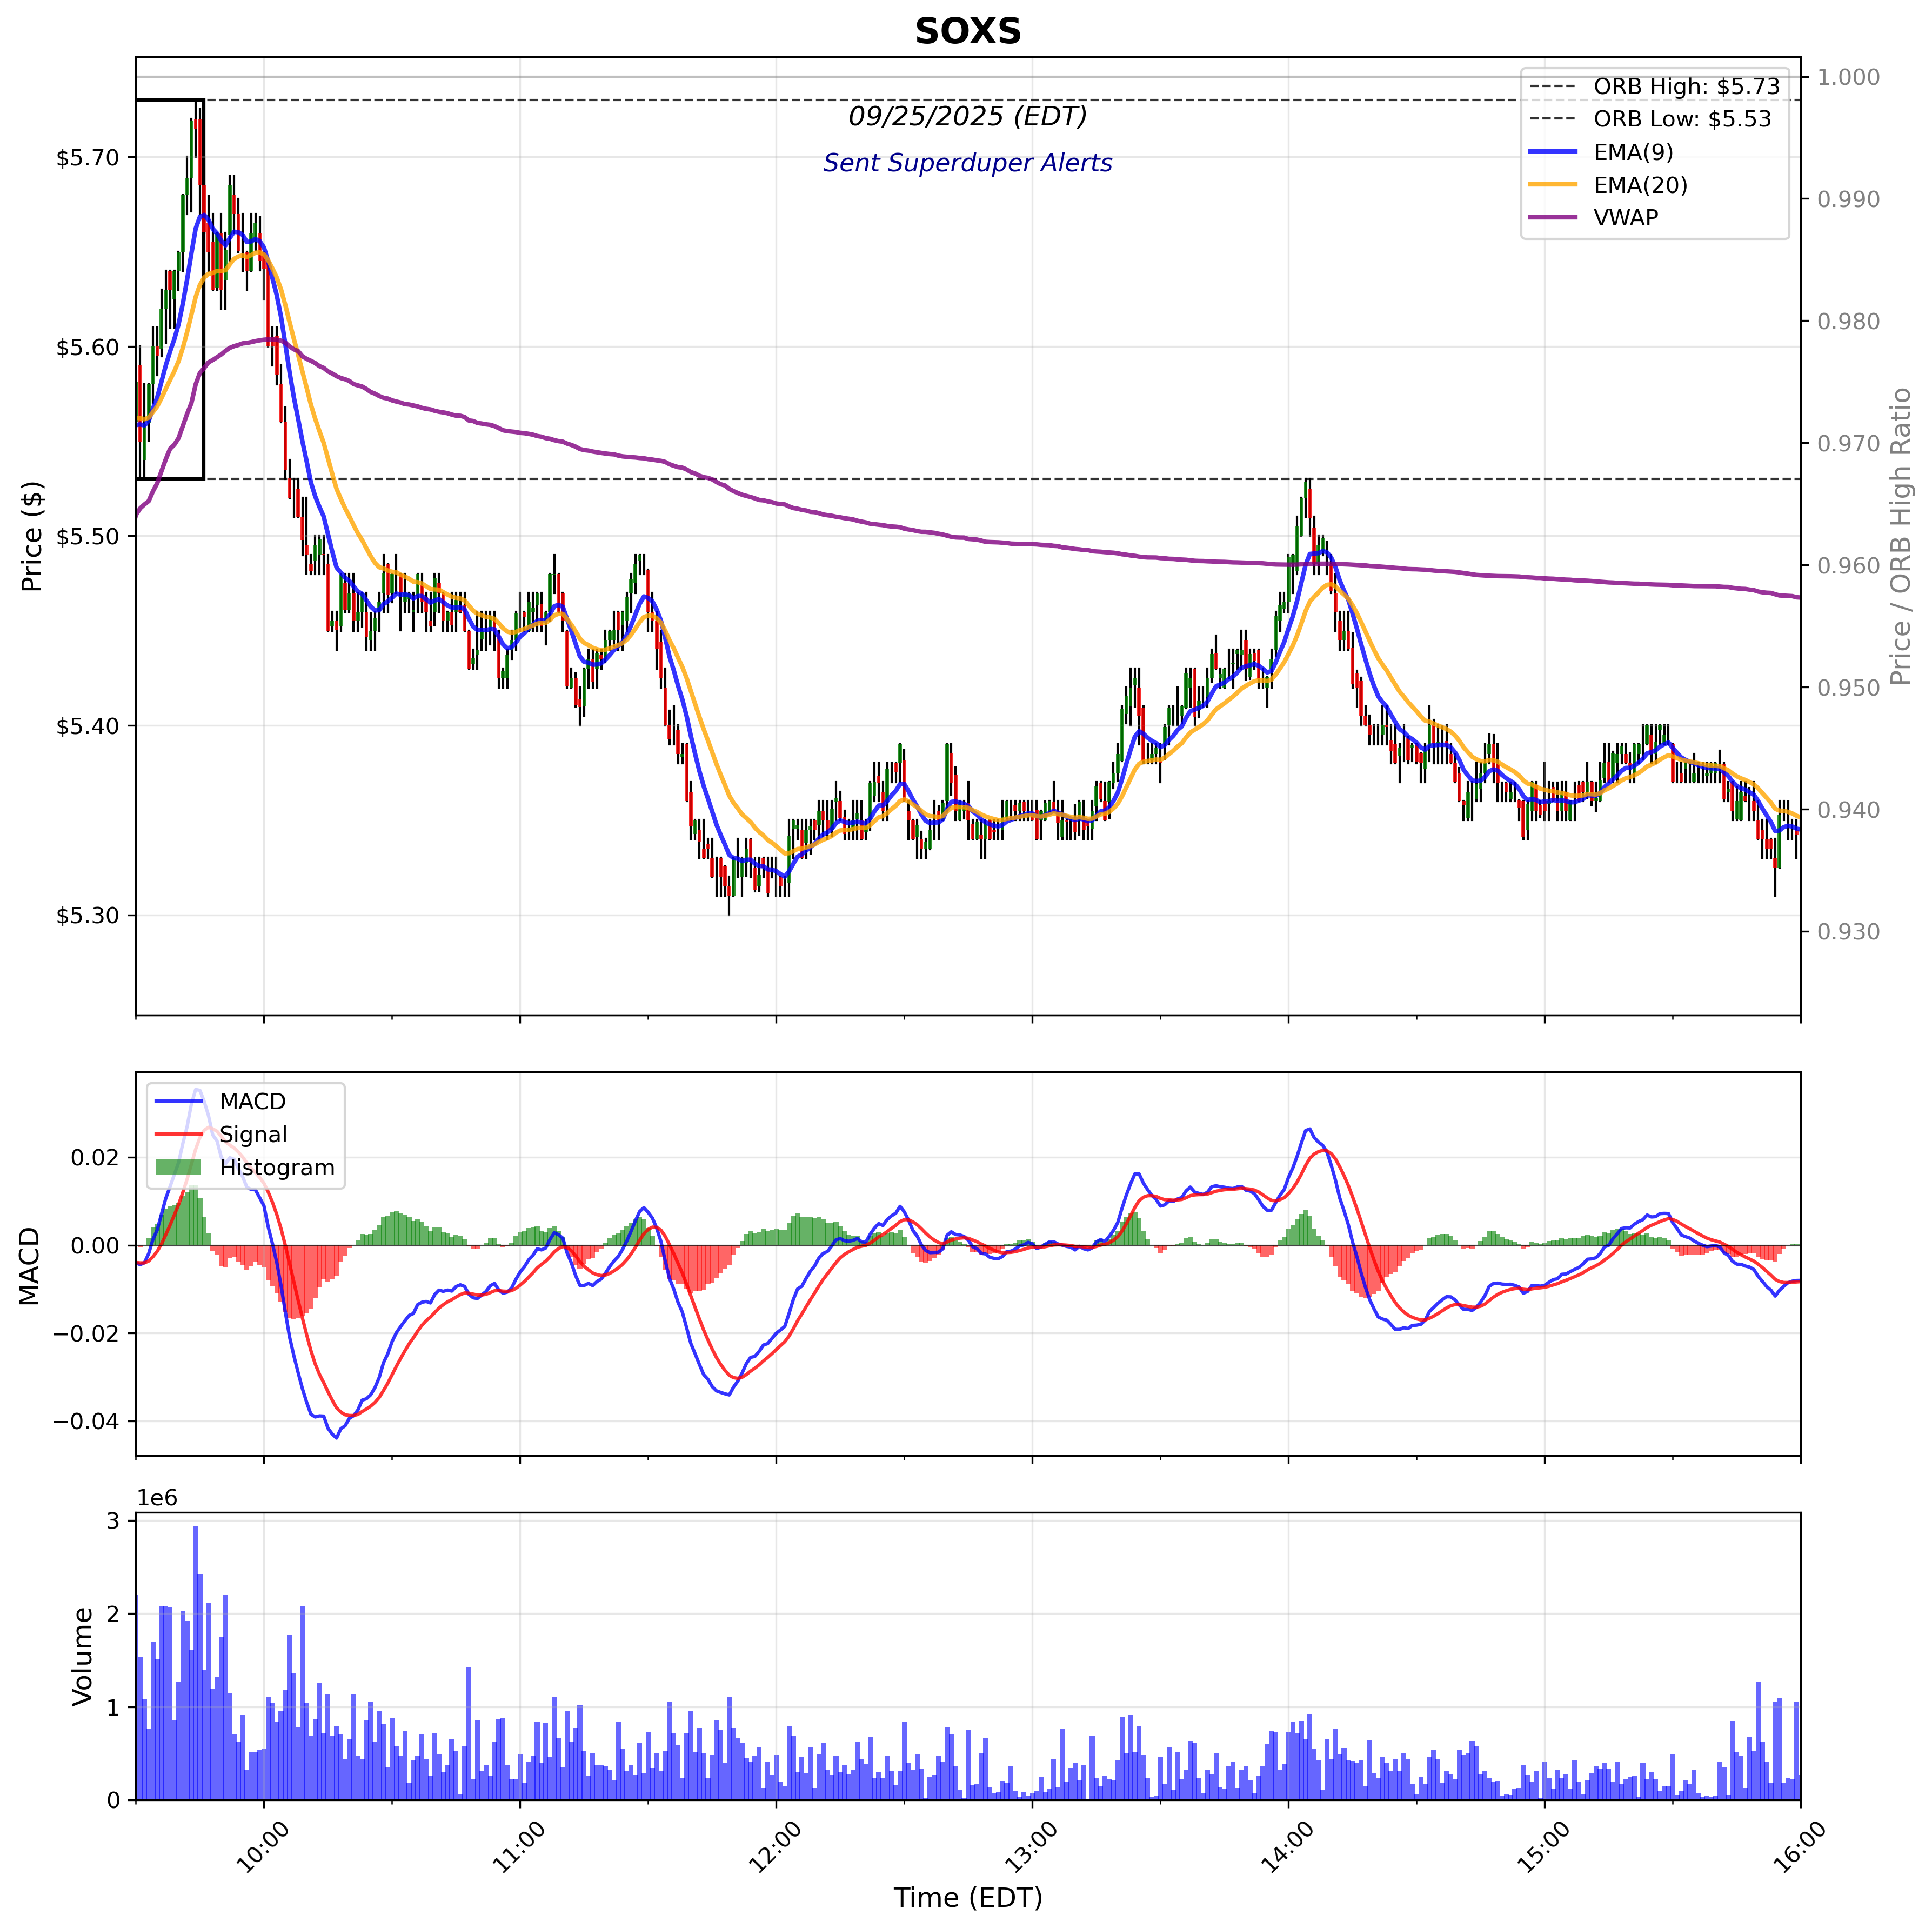 SOXS
09/25/2025 (EDT)
Sent Superduper Alerts
ORB High: $5.73
ORB Low: $5.53
EMA(9)
EMA(20)
VWAP
Price ($)
$5.70
$5.60
$5.50
$5.40
$5.30
1.000
0.990
0.980
0.970
0.960
0.950
0.940
0.930
Price / ORB High Ratio
MACD
Signal
Histogram
MACD
0.02
0.00
−0.02
−0.04
1e6
Volume
3
2
1
0
10:00
11:00
12:00
13:00
14:00
15:00
16:00
Time (EDT)